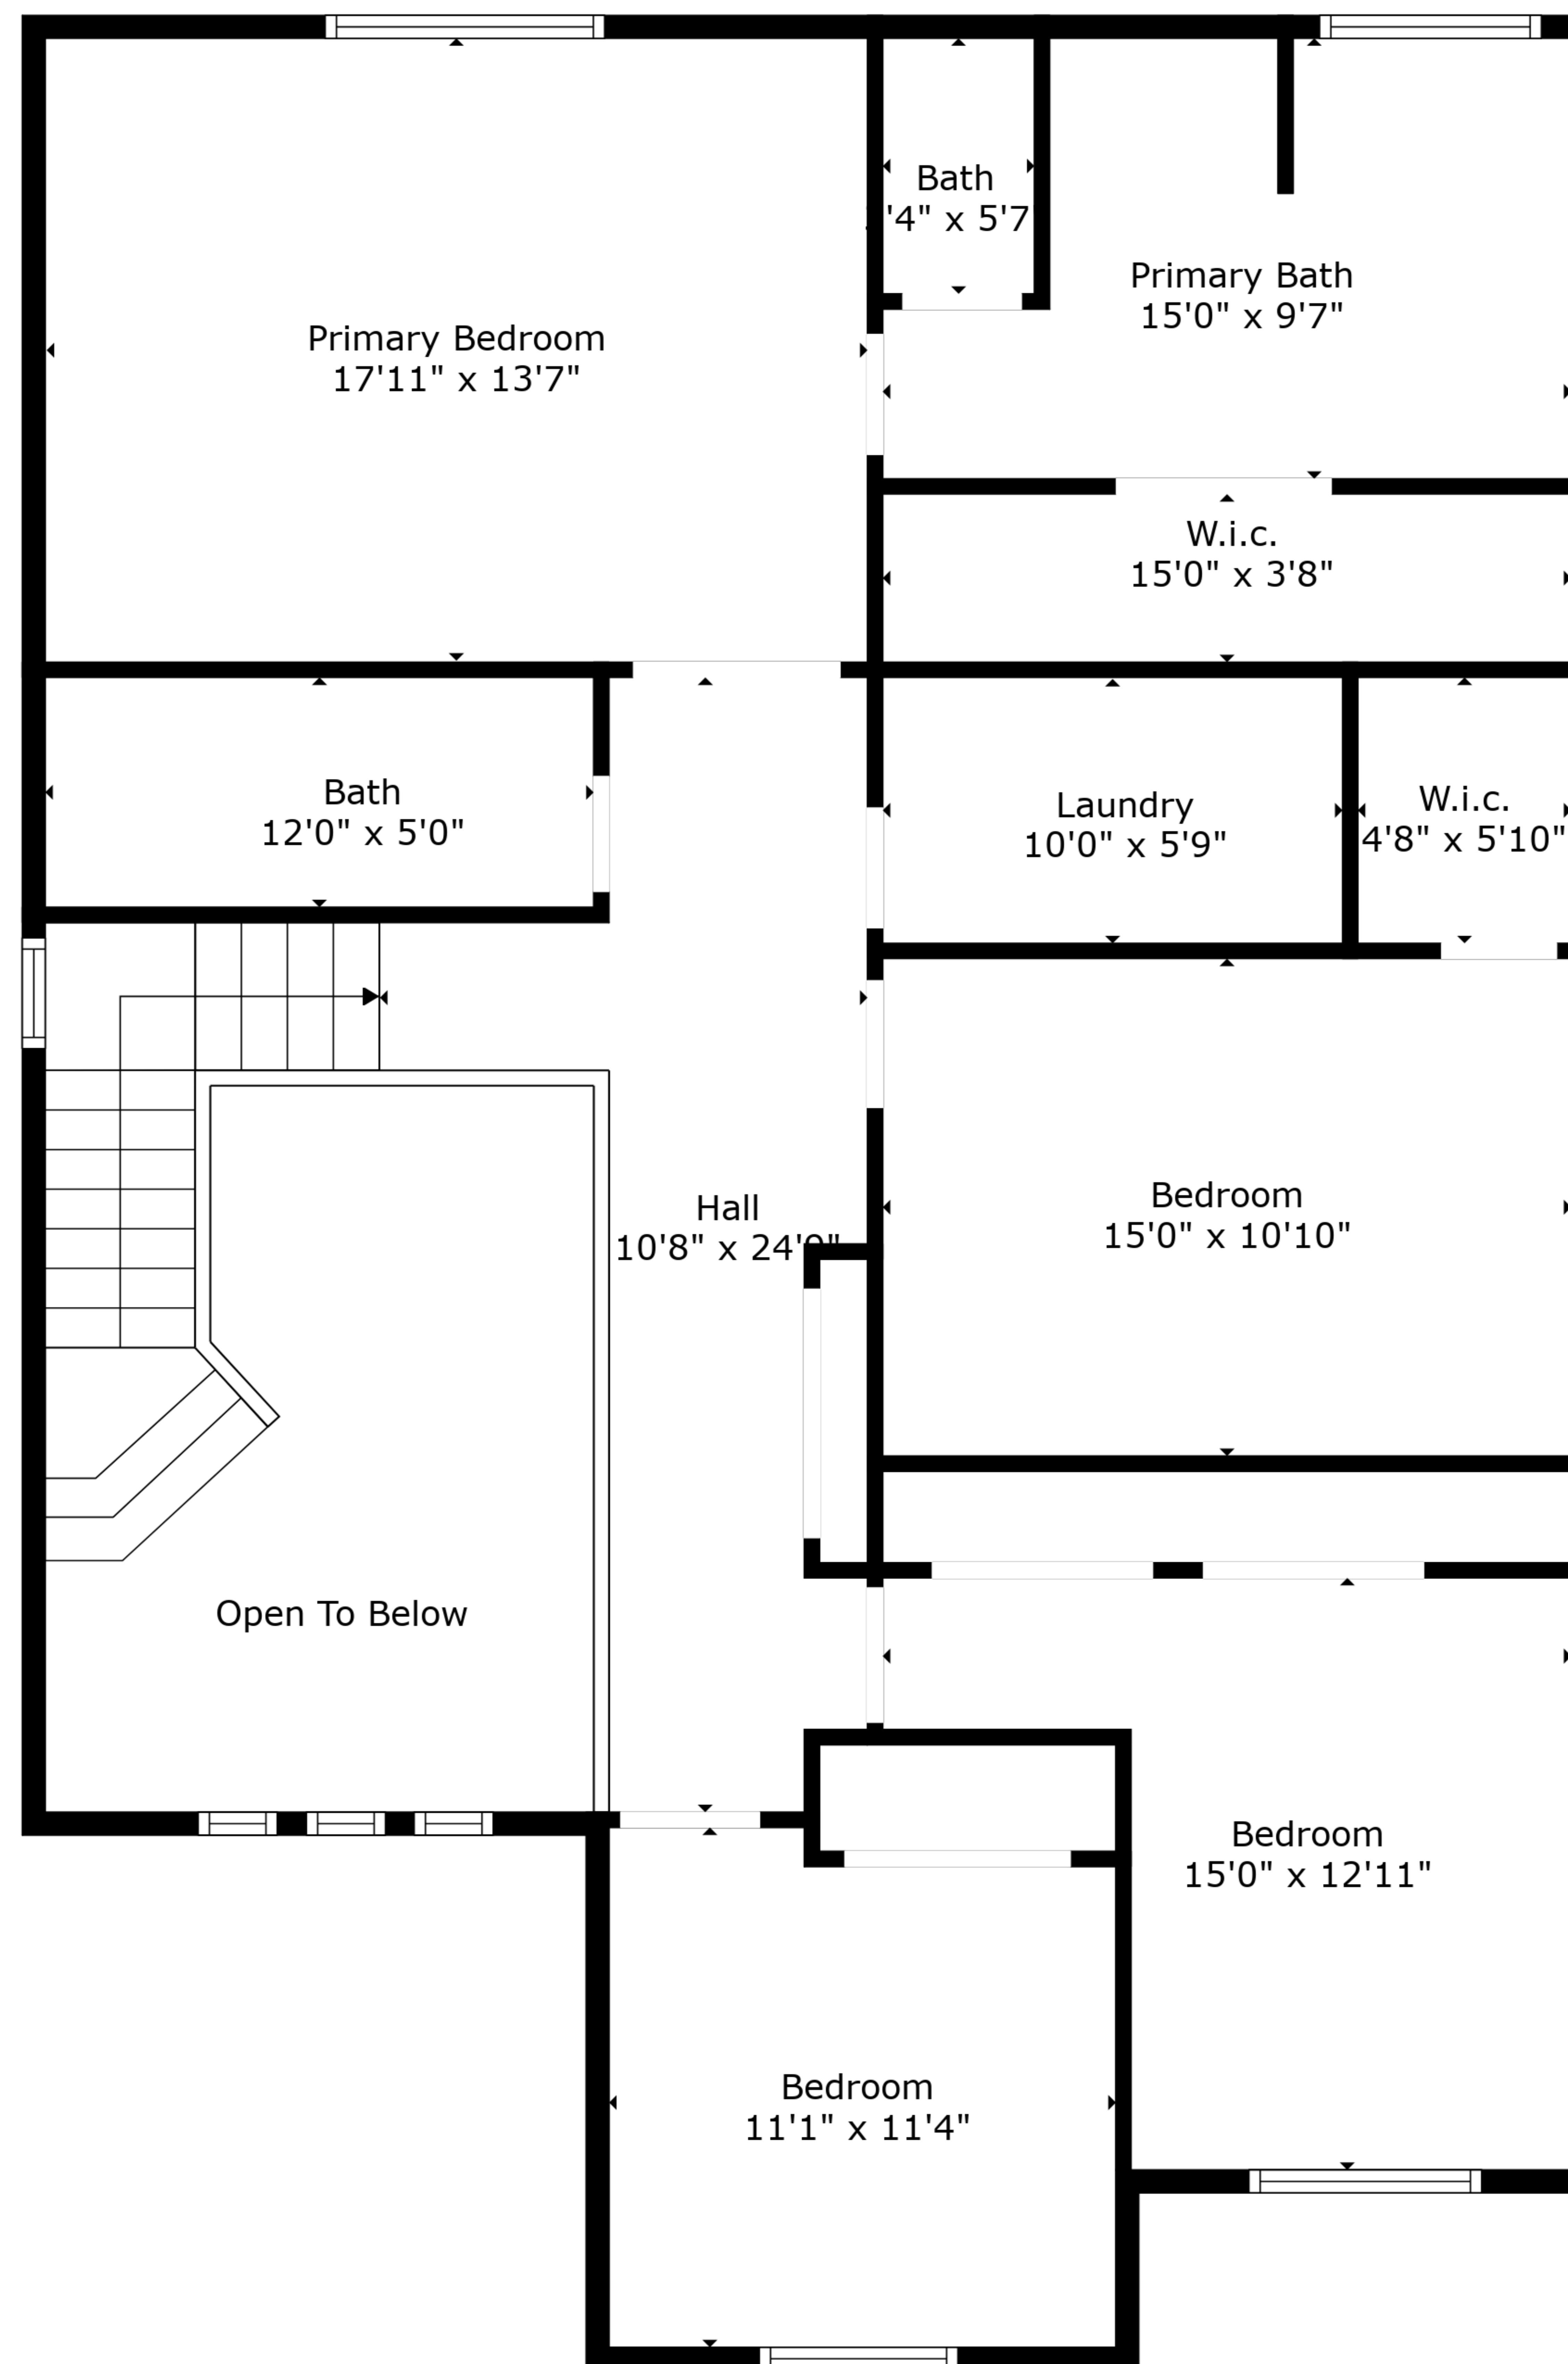 Bath
'4" x 5'7
Primary Bath
15'0" x 9'7"
Primary Bedroom
17'11" x 13'7"
W.i.c.
15'0" x 3'8"
Bath
12'0" x 5'0"
Laundry
10'0" x 5'9"
W.i.c.
4'8" x 5'10"
Hall
10'8" x
Bedroom
15'0" x 10'10"
Open To Below
Bedroom
15'0" x 12'11"
Bedroom
11'1" x 11'4"